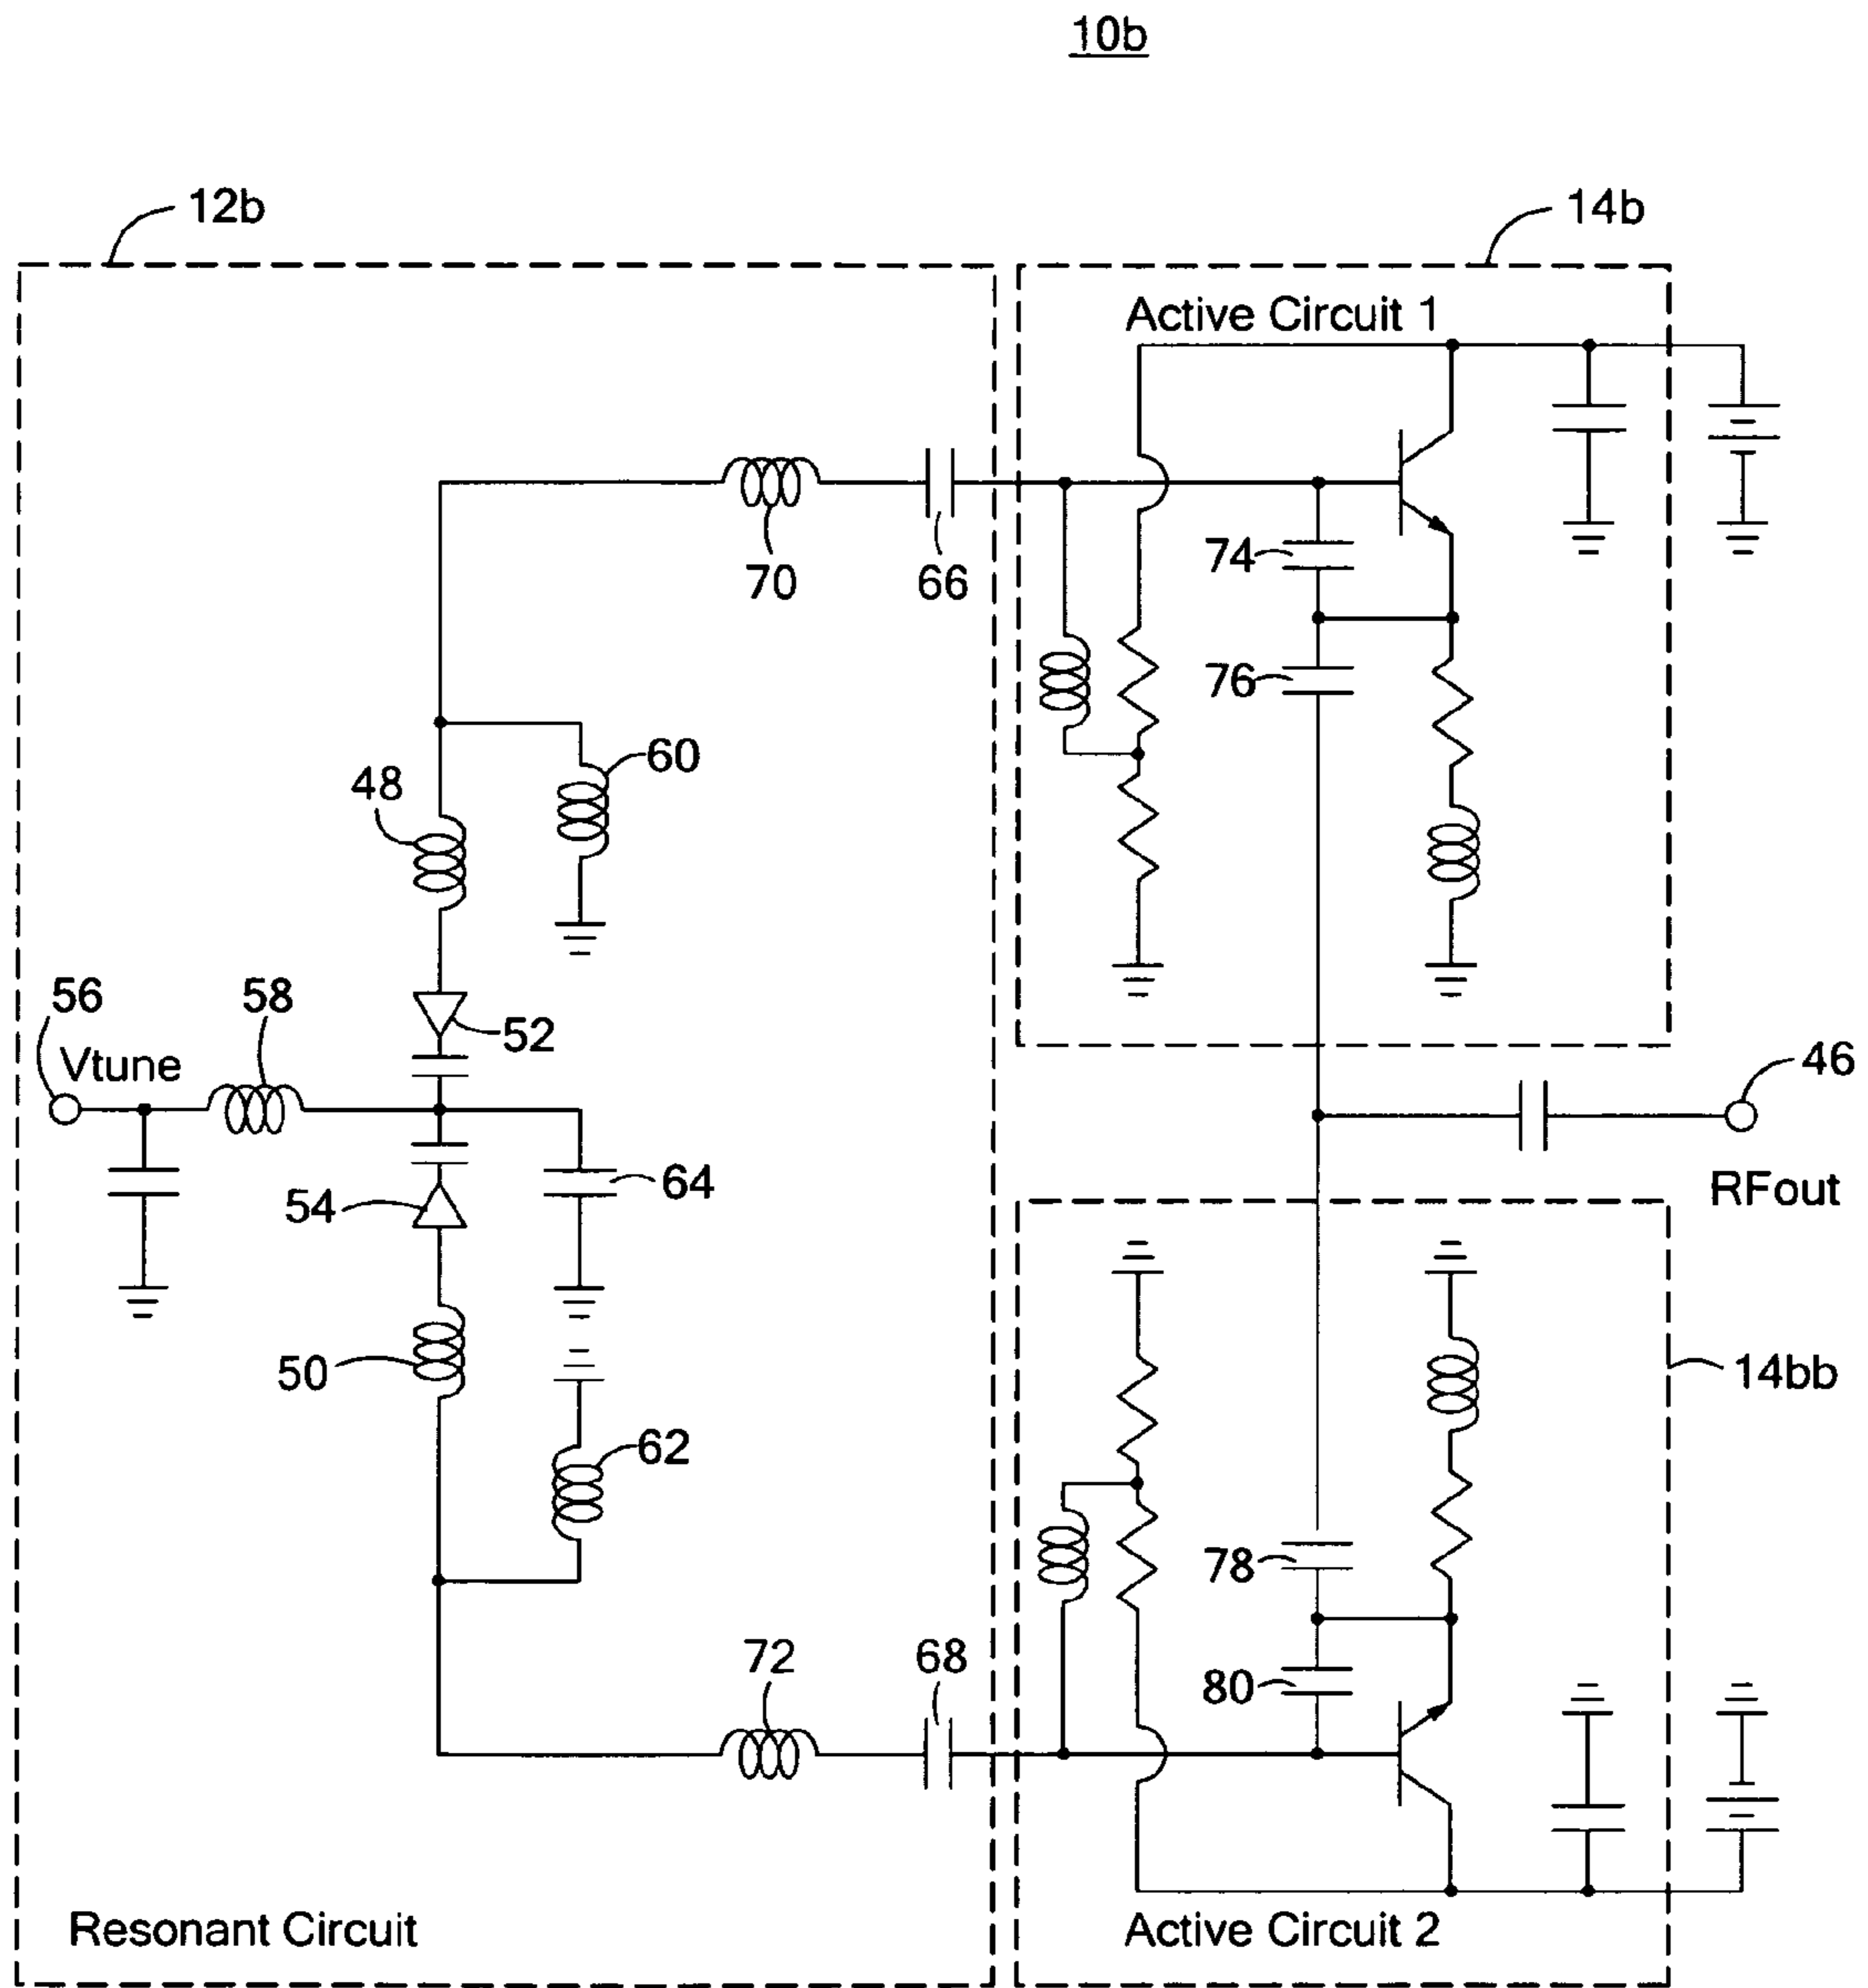 10b
12b
14b
Active Circuit 1
70
66
74
76
60
48
56
58
52
Vtune
46
54
64
RFout
50
14bb
62
78
72
68
80
Resonant Circuit
Active Circuit 2